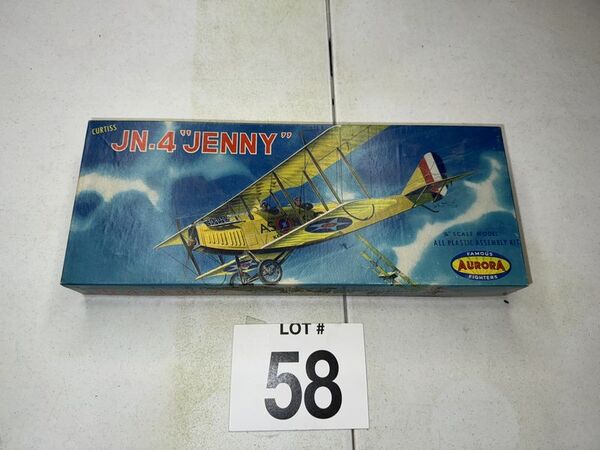 CURTISS
JN-4 "JENNY"
SCALE MODEL
ALL PLASTIC ASSEMBLY KIT
FAMOUS
AURORA
FIGHTERS
LOT #
58